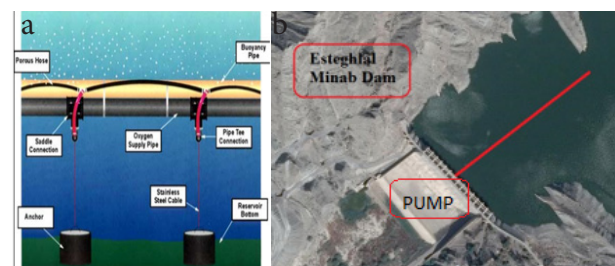 a
Porous Hose
Buoyancy Pipe
Saddle
Connection
Oxygen
Supply Pipe
Pipe Tee
Connection
Stainless
Steel Cable
Anchor
Reservoir
Bottom
b
Esteghlal
Minab Dam
PUMP